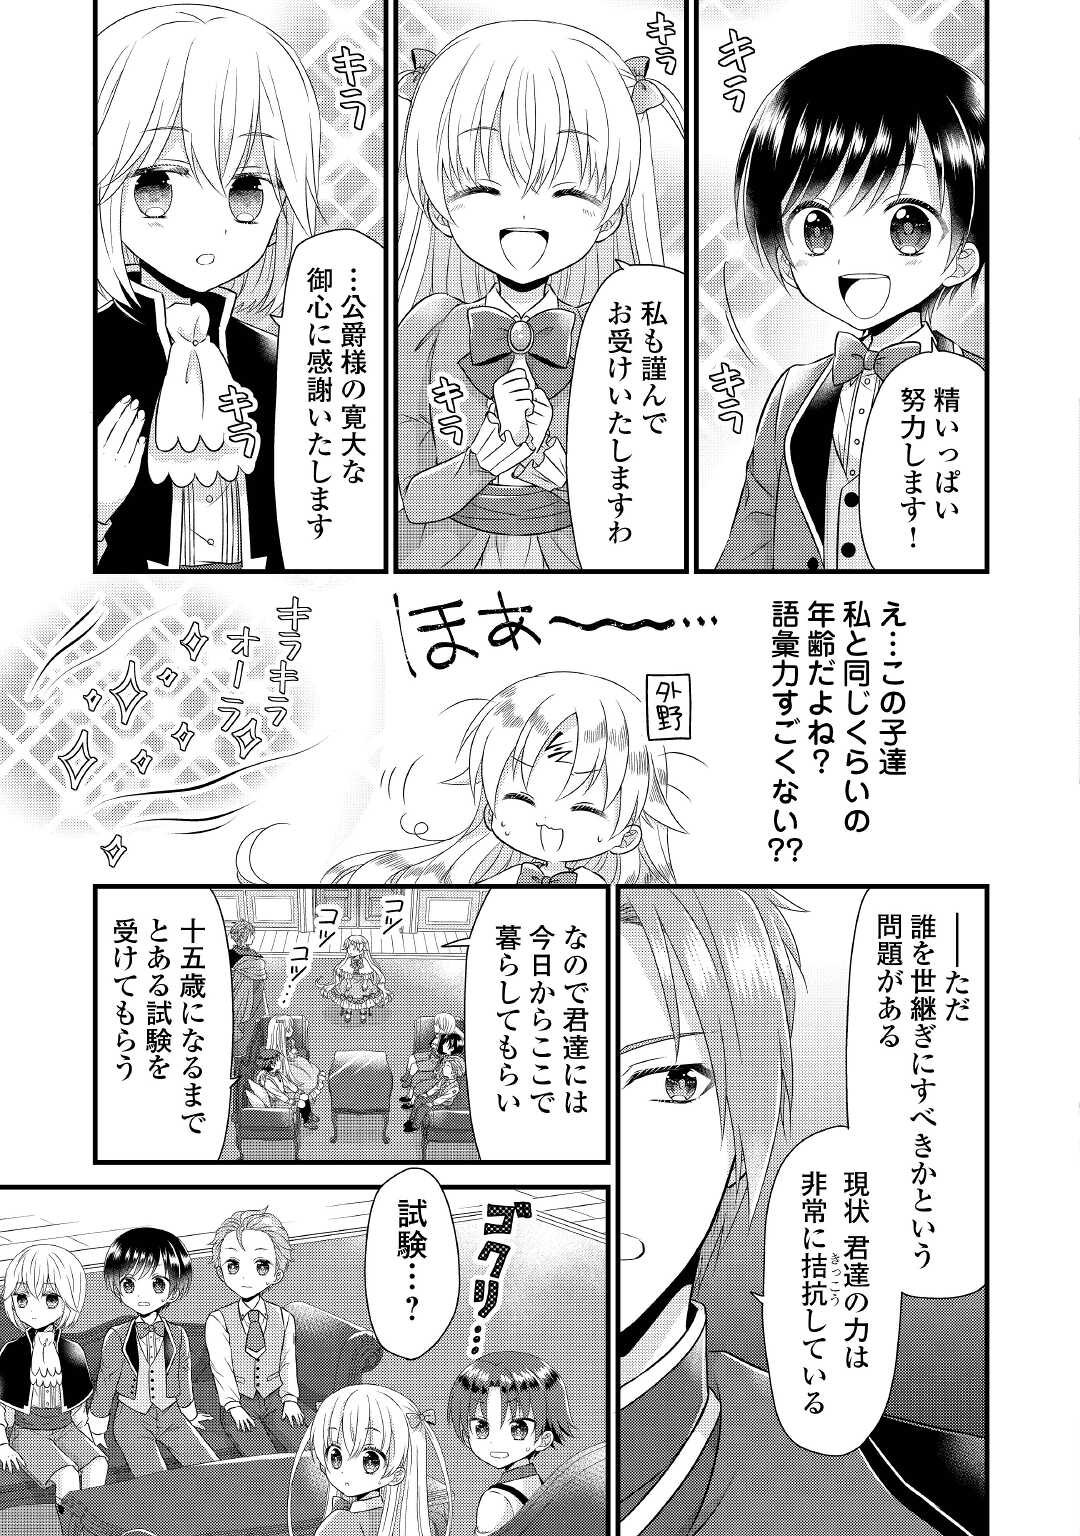 キラ
キラ
キラ
精いっぱい
努力します!
キラ
キラ
私も謹んで
お受けいたしますわ
キラ
キラ
キラ
…公爵様の寛大な
御心に感謝いたします
え…この子達
私と同じくらいの
年齢だよね?
語彙力すごくない??
外野
ほあ〜〜…
キラキラ
オーラ
――ただ
誰を世継ぎにすべきかという
問題がある
現状 君達の力は
非常に拮抗している
きっこう
なので君達には
今日からここで
暮らしてもらい
コツ
コツ
…
十五歳になるまで
とある試験を
受けてもらう
ゴクリ…
試験…?